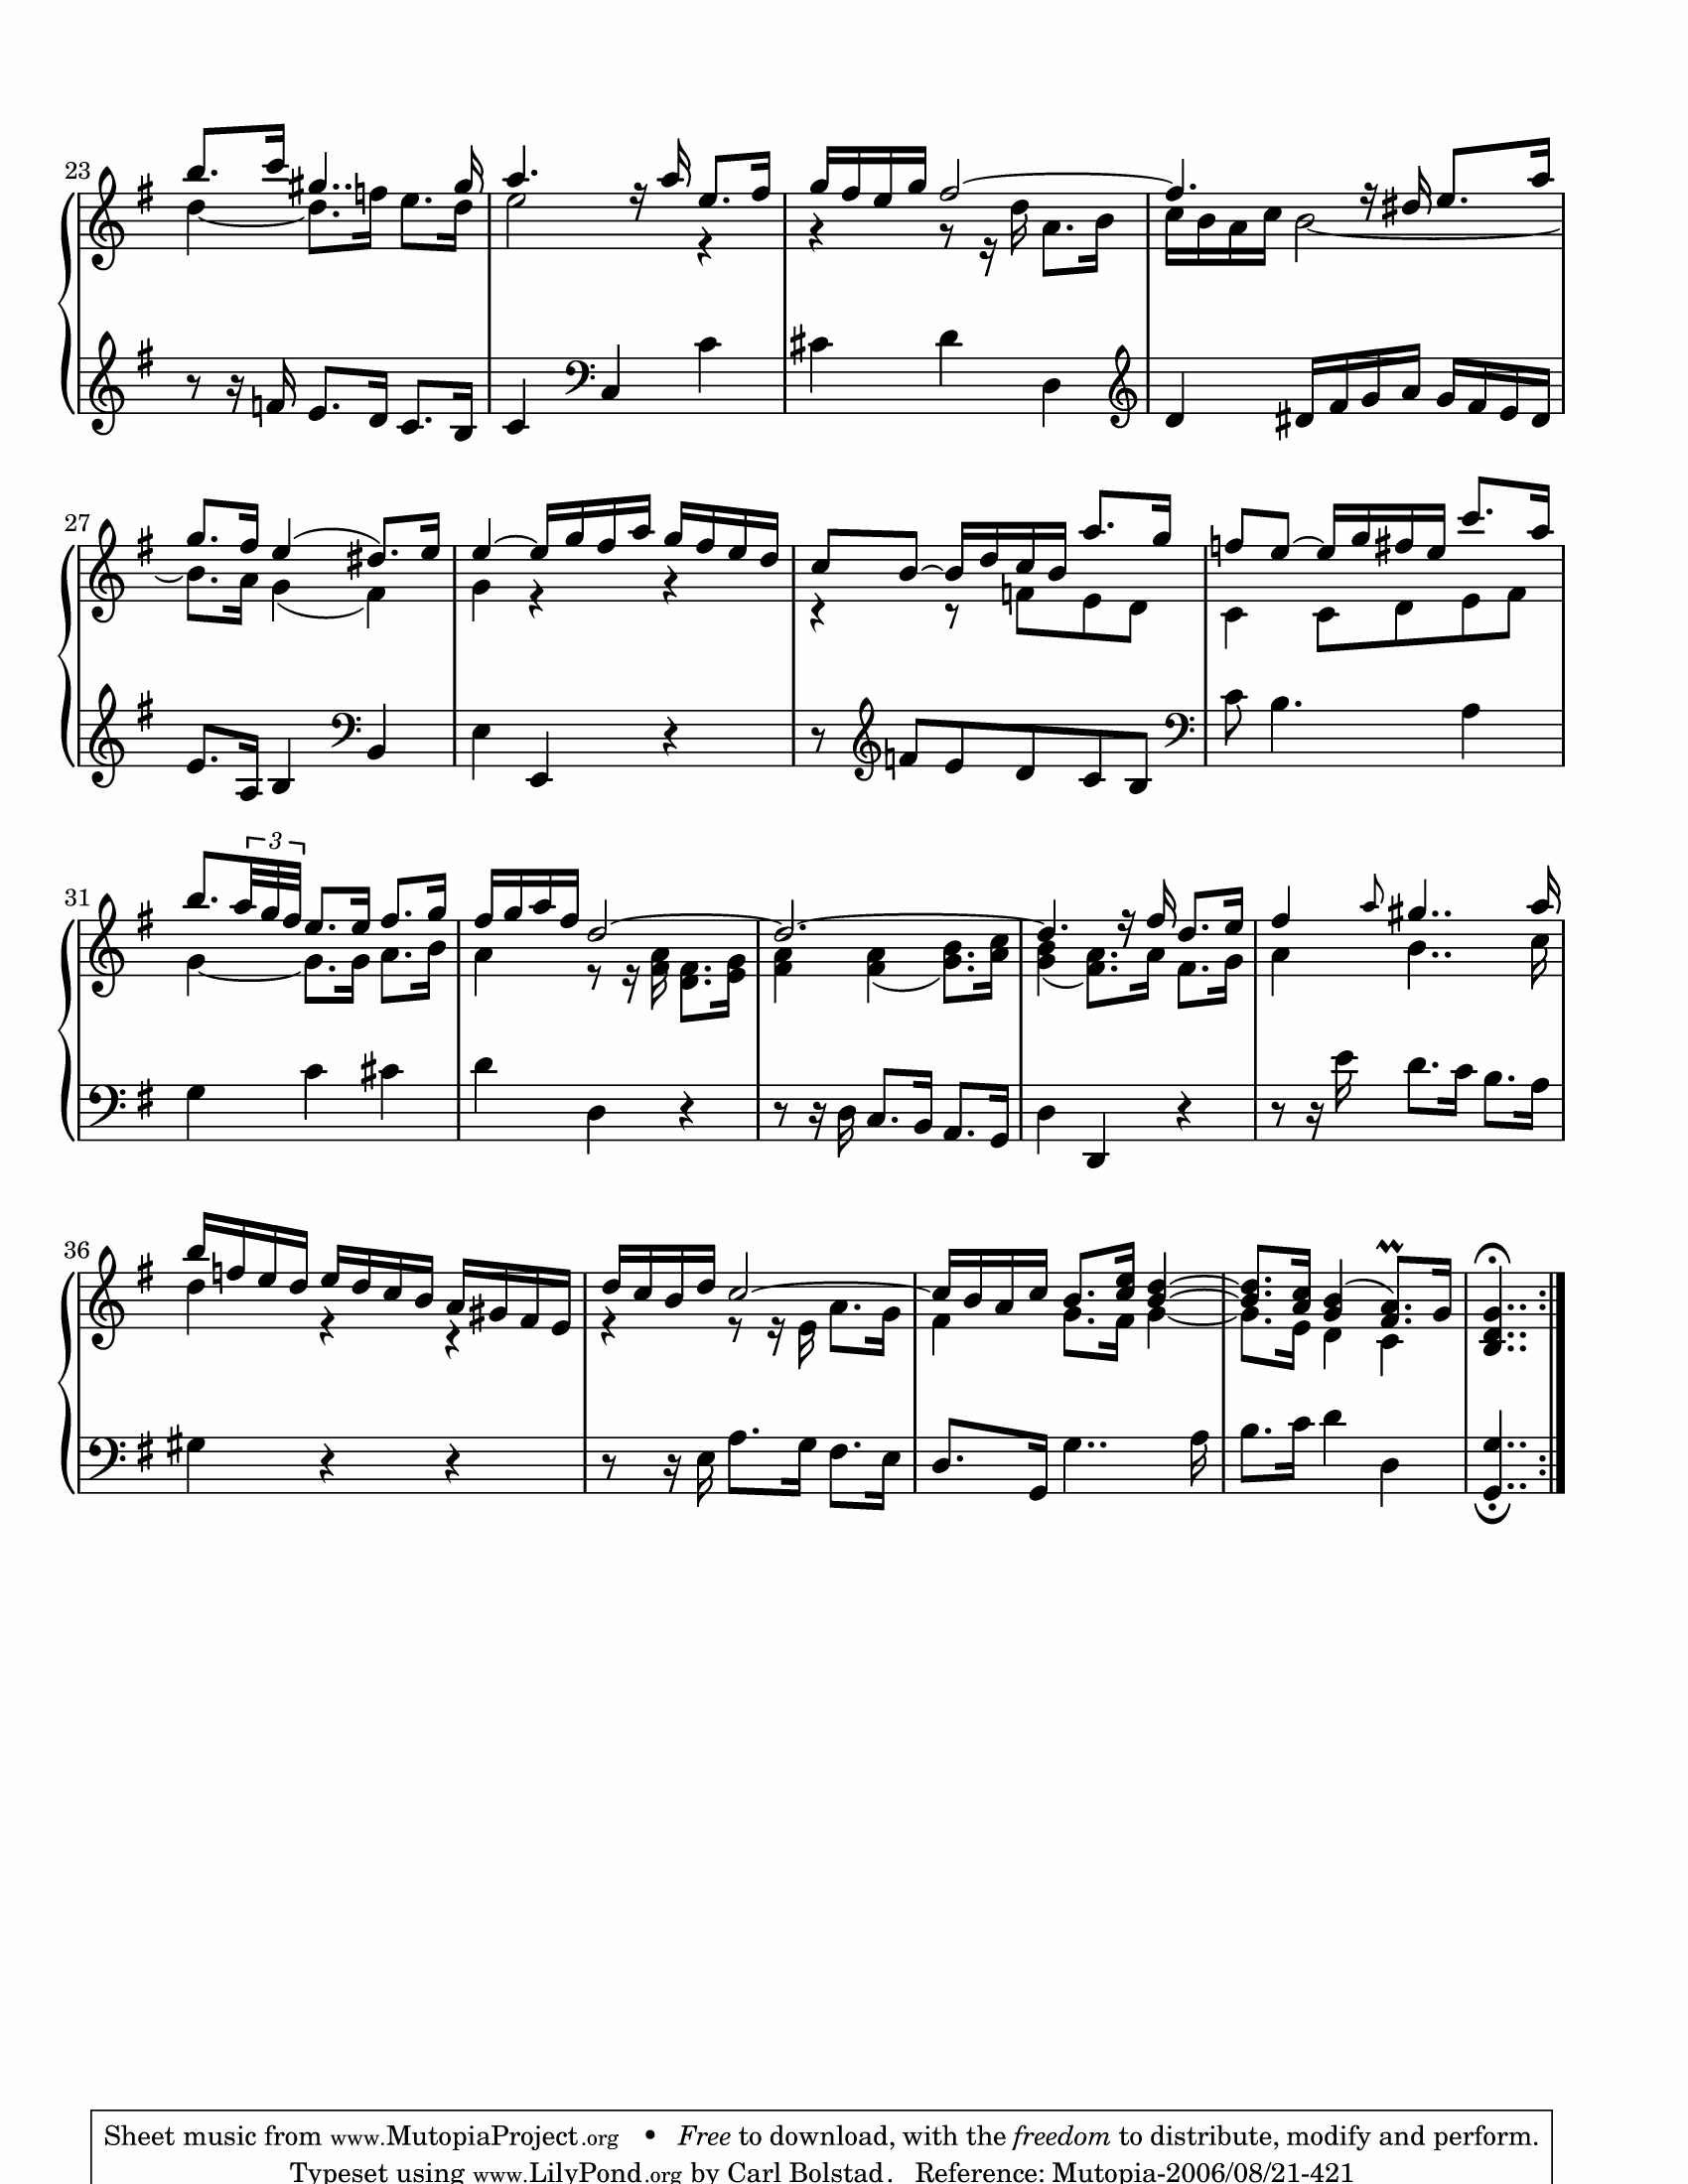 23
27
31
3
36
Sheet music from www.MutopiaProject.org • Free to download, with the freedom to distribute, modify and perform.
Typeset using www.LilyPond.org by Carl Bolstad. Reference: Mutopia-2006/08/21-421